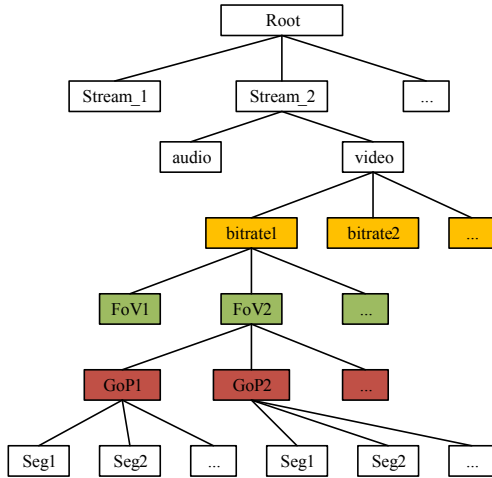 Root
Stream_1 Stream_2 ...
audio video
bitrate1 bitrate2 ...
FoV1 FoV2 ...
GoP1 GoP2 ...
Seg1 Seg2 ... Seg1 Seg2 ...